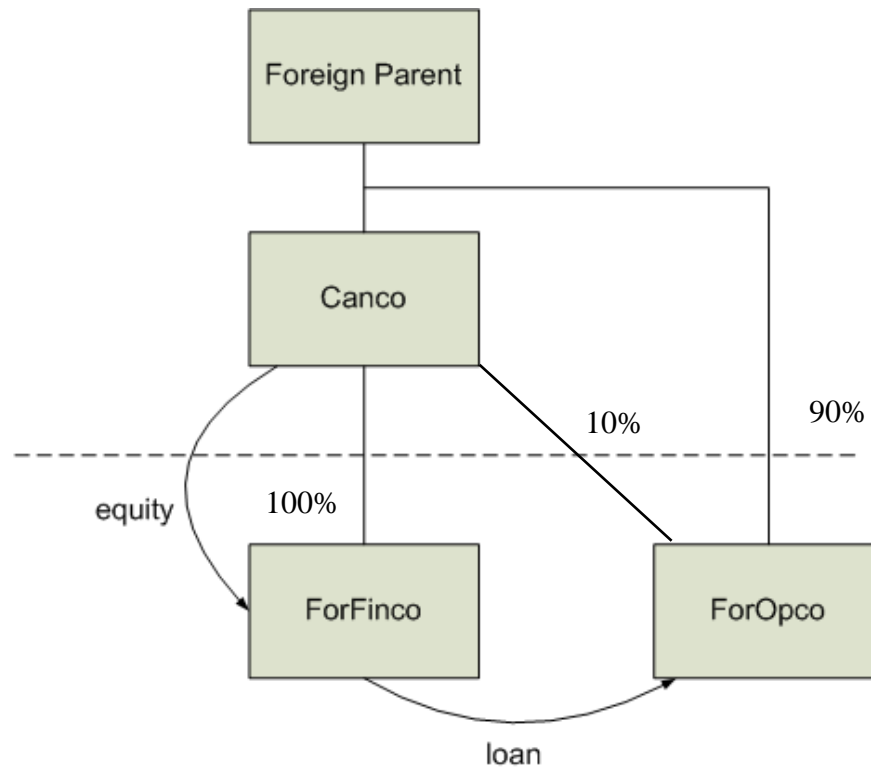 Foreign Parent
Canco
10%
90%
equity
100%
ForFinco
ForOpco
loan